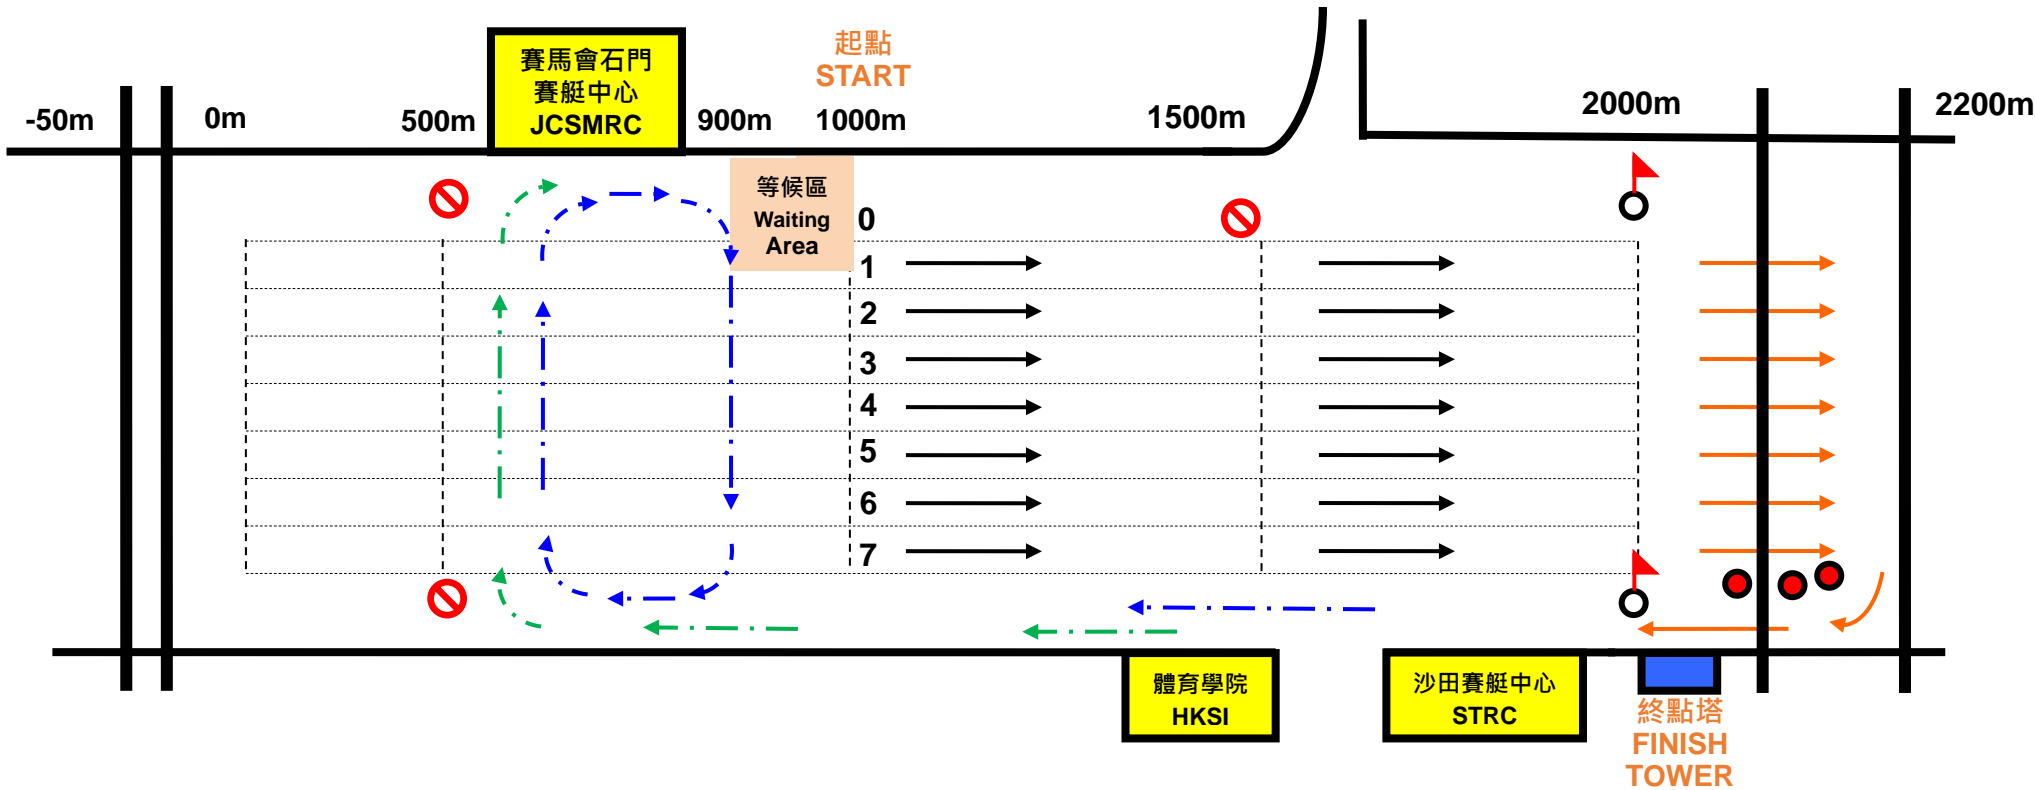 起點
START
賽馬會石門
賽艇中心
JCSMRC
-50m
0m
500m
900m
1000m
1500m
2000m
2200m
等候區
Waiting
Area
0
1
2
3
4
5
6
7
體育學院
HKSI
沙田賽艇中心
STRC
終點塔
FINISH
TOWER